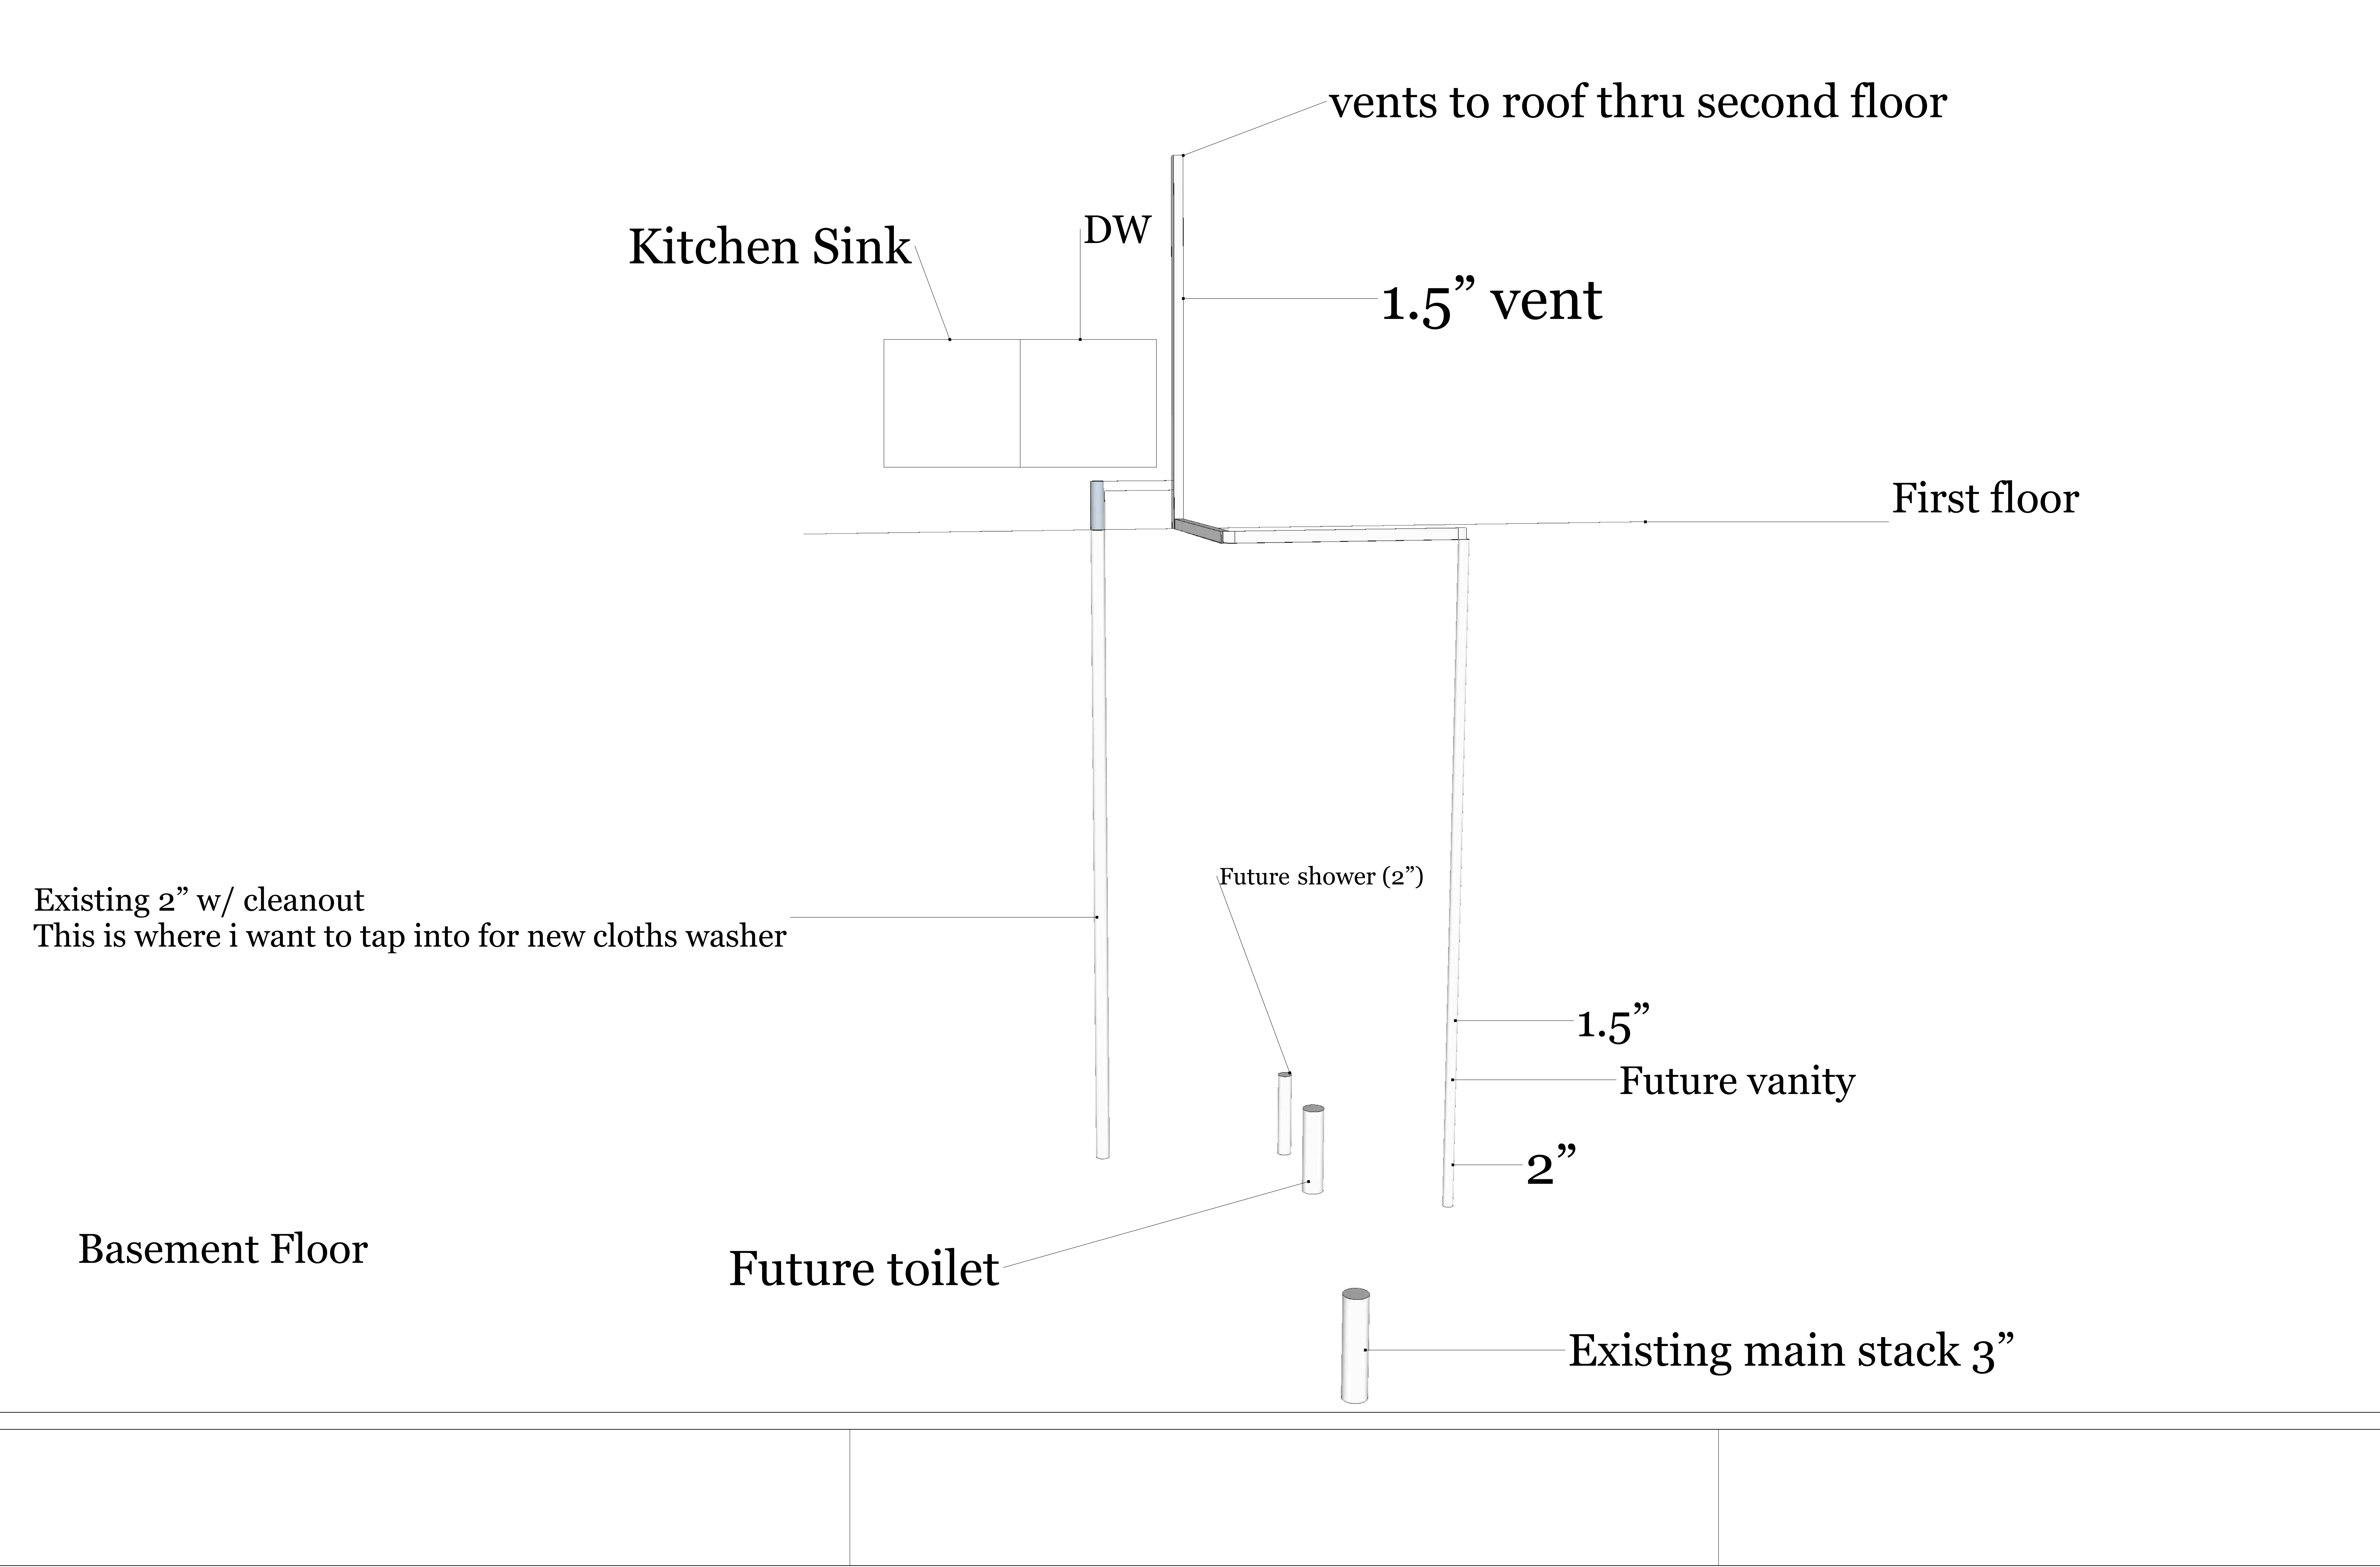 vents to roof thru second floor
Kitchen Sink
DW
1.5” vent
First floor
Existing 2” w/ cleanout
This is where i want to tap into for new cloths washer
Future shower (2”)
1.5”
Future vanity
2”
Basement Floor
Future toilet
Existing main stack 3”